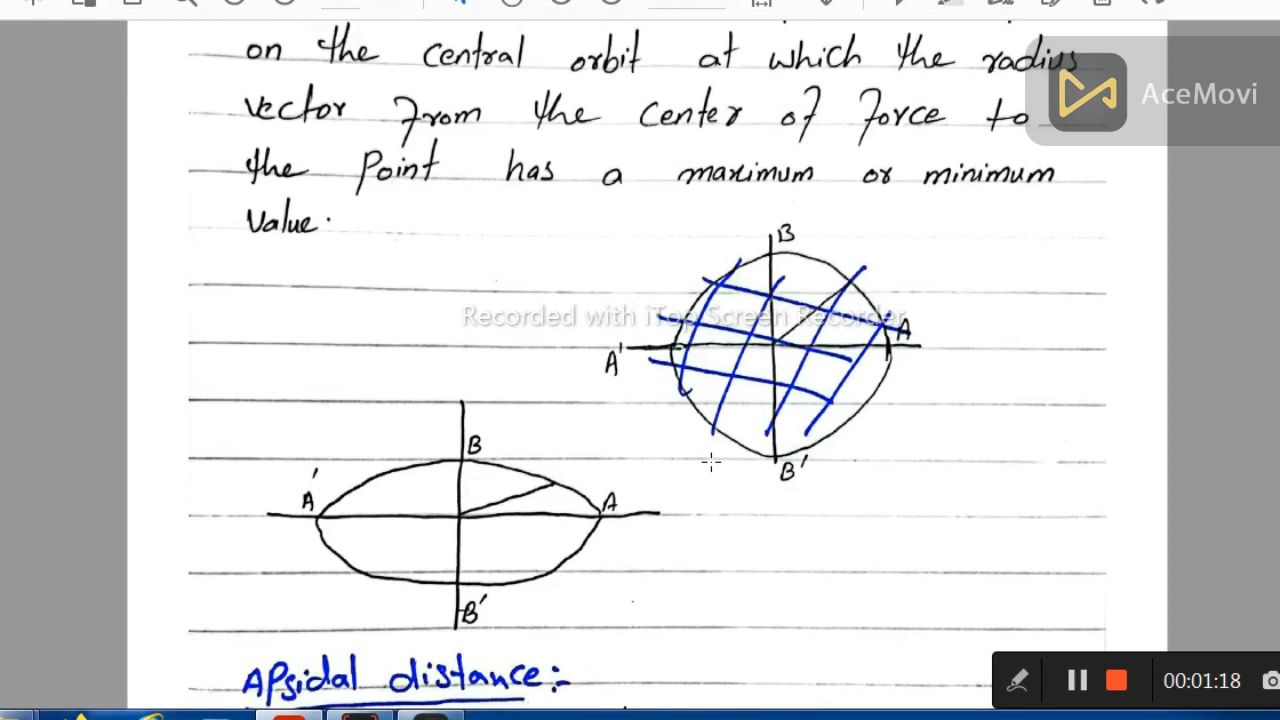 on the central orbit at which the radius
vector From the center of Force to
the Point has a maximum or minimum
Value.
AceMovi
Recorded with iTop Screen Recorder
B
A
A'
B'
B
A'
A
B'
Apsidal distance:-
00:01:18